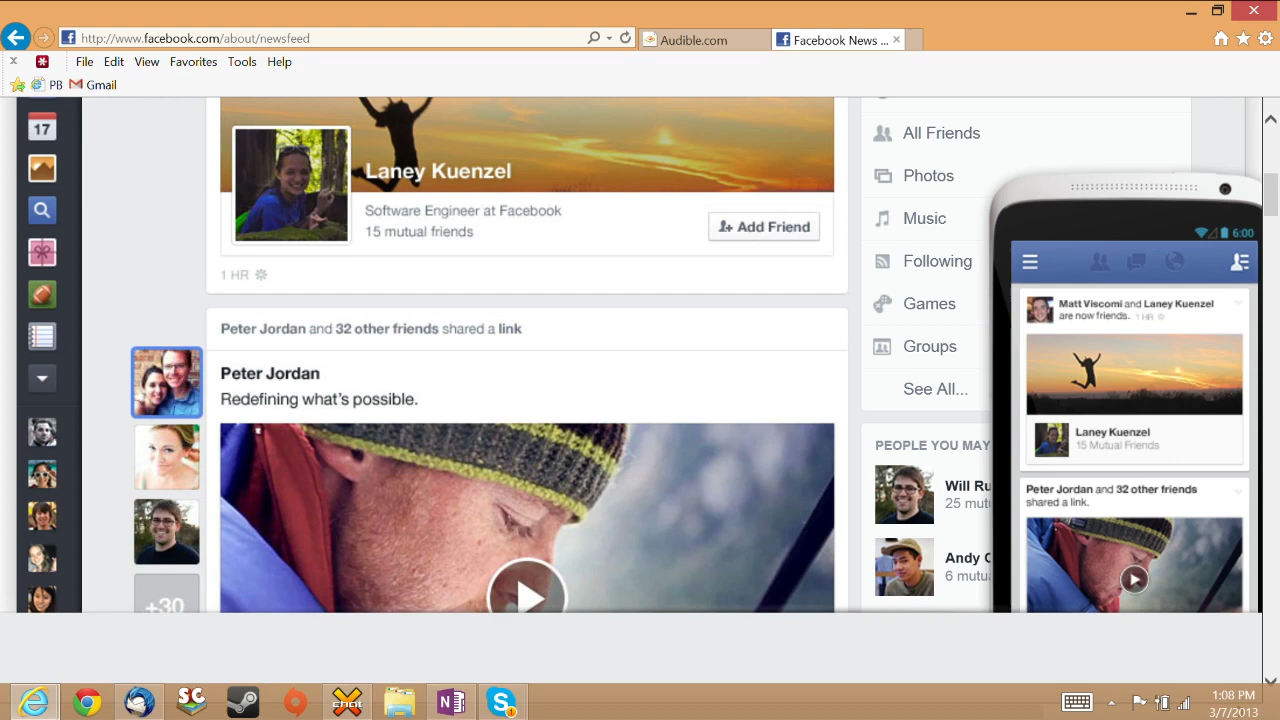 http://www.facebook.com/about/newsfeed
Audible.com
Facebook News ...
File Edit View Favorites Tools Help
PB Gmail
17
Laney Kuenzel
Software Engineer at Facebook
15 mutual friends
Add Friend
1 HR
Peter Jordan and 32 other friends shared a link
Peter Jordan
Redefining what's possible.
+30
All Friends
Photos
Music
Following
Games
Groups
See All...
PEOPLE YOU MAY
Will Ru
25 mutu
Andy
6 mutu
6:00
Matt Viscomi and Laney Kuenzel
are now friends. 1 HR
Laney Kuenzel
15 Mutual Friends
Peter Jordan and 32 other friends
shared a link.
SC
chat
N
S
1:08 PM
3/7/2013